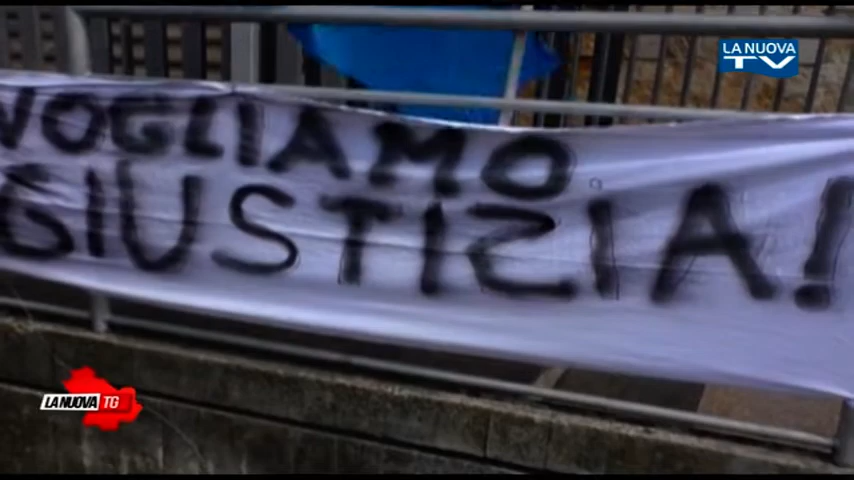 LA NUOVA
TV
VOGLIAMO
GIUSTIZIA!
LA NUOVA TG